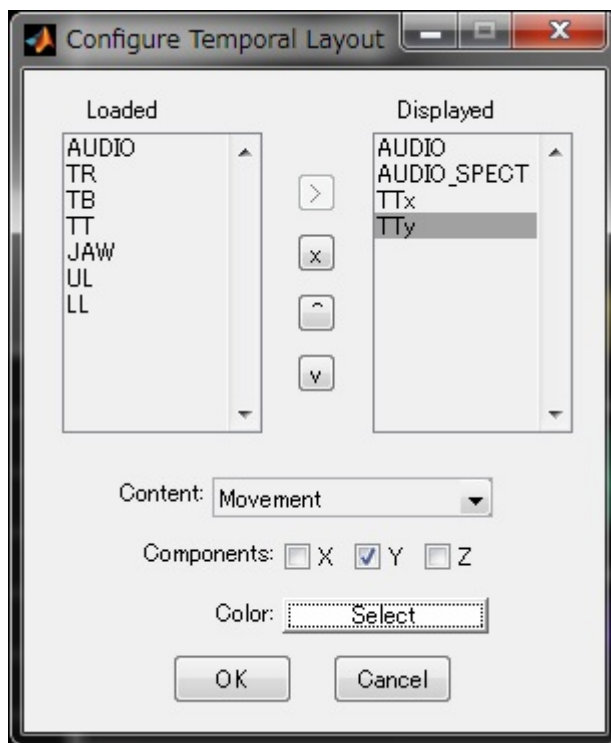 Configure Temporal Layout
Loaded
Displayed
AUDIO
TR
TB
TT
JAW
UL
LL
>
x
^
v
AUDIO
AUDIO_SPECT
TTx
TTy
Content: Movement
Components: X Y Z
Color: Select
OK Cancel